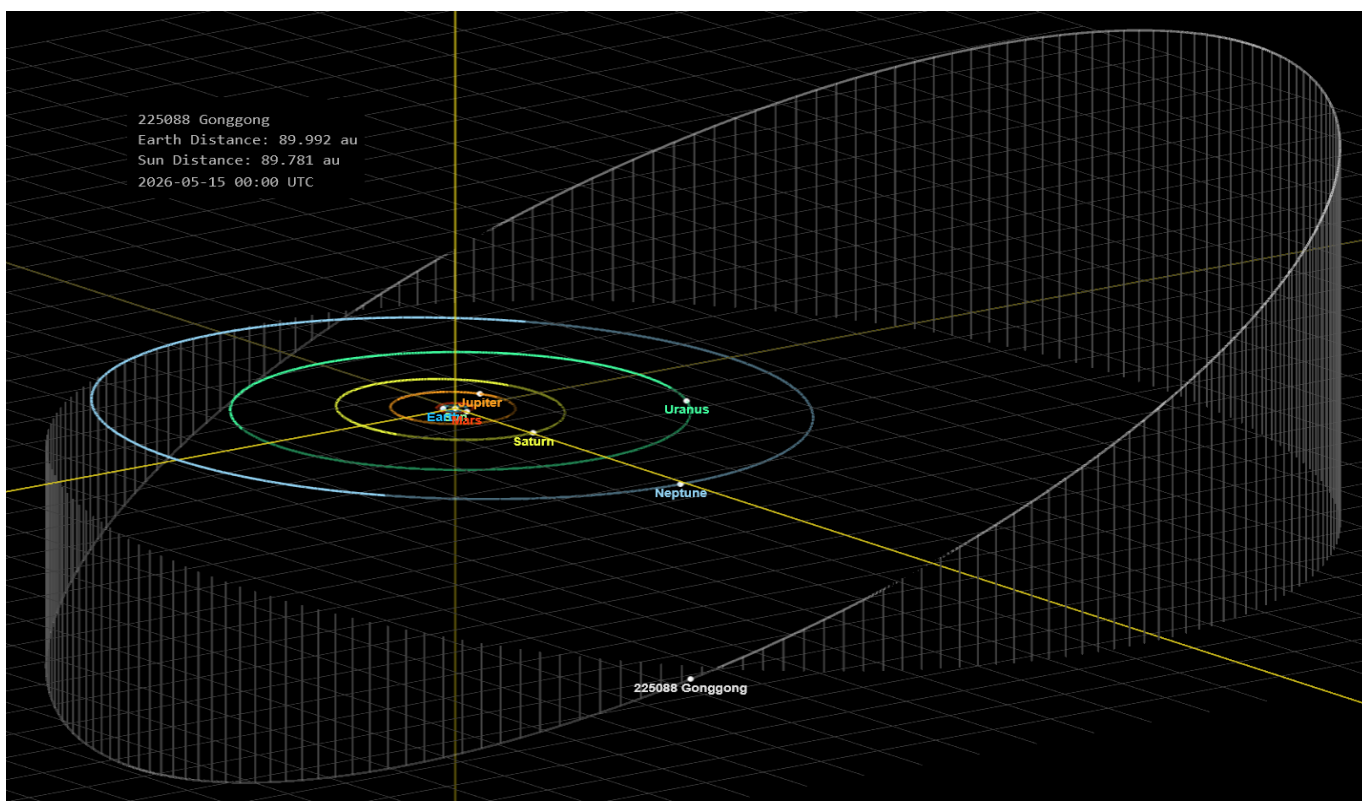 225088 Gonggong
Earth Distance: 89.992 au
Sun Distance: 89.781 au
2026-05-15 00:00 UTC
Jupiter
Mars
Uranus
Saturn
Neptune
225088 Gonggong